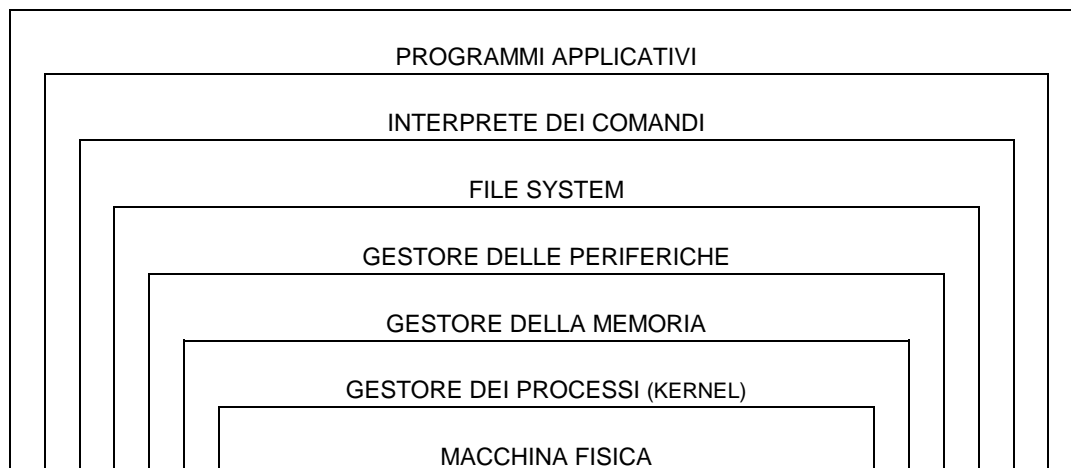 PROGRAMMI APPLICATIVI
INTERPRETE DEI COMANDI
FILE SYSTEM
GESTORE DELLE PERIFERICHE
GESTORE DELLA MEMORIA
GESTORE DEI PROCESSI (KERNEL)
MACCHINA FISICA